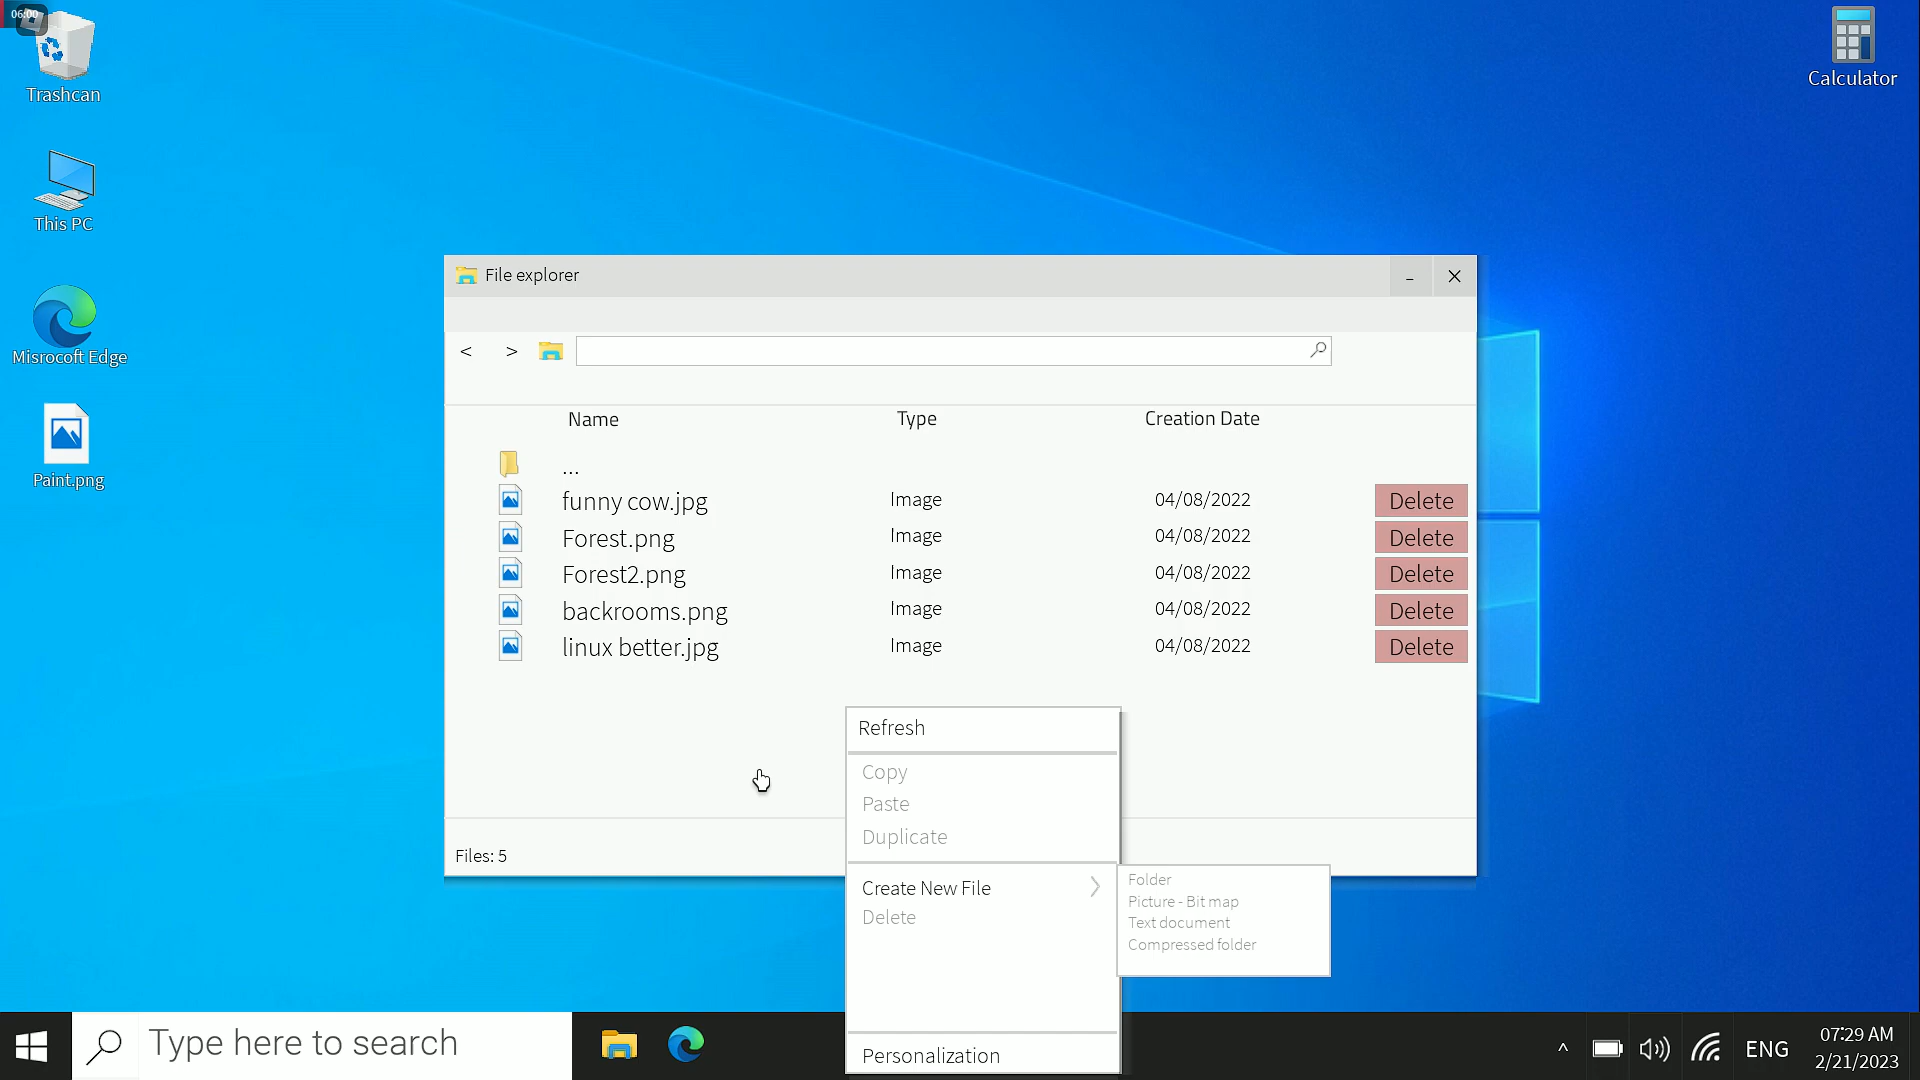 06:00
Trashcan
Calculator
This PC
Misrocoft Edge
Paint.png
File explorer
Name Type Creation Date
...
funny cow.jpg Image 04/08/2022 Delete
Forest.png Image 04/08/2022 Delete
Forest2.png Image 04/08/2022 Delete
backrooms.png Image 04/08/2022 Delete
linux better.jpg Image 04/08/2022 Delete
Files: 5
Refresh
Copy
Paste
Duplicate
Create New File
Delete
Personalization
Folder
Picture - Bit map
Text document
Compressed folder
Type here to search
ENG
07:29 AM
2/21/2023